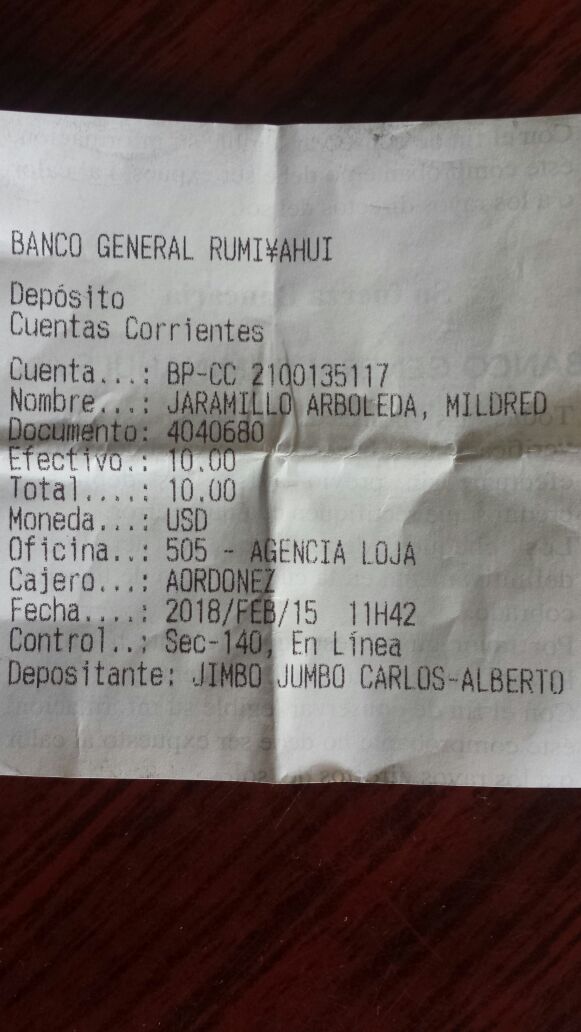 BANCO GENERAL RUMI¥AHUI
Depósito
Cuentas Corrientes
Cuenta...: BP-CC 2100135117
Nombre...: JARAMILLO ARBOLEDA, MILDRED
Documento: 4040680
Efectivo.: 10.00
Total....: 10.00
Moneda...: USD
Oficina..: 505 - AGENCIA LOJA
Cajero...: AORDONEZ
Fecha....: 2018/FEB/15 11H42
Control..: Sec-140, En Línea
Depositante: JIMBO JUMBO CARLOS-ALBERTO